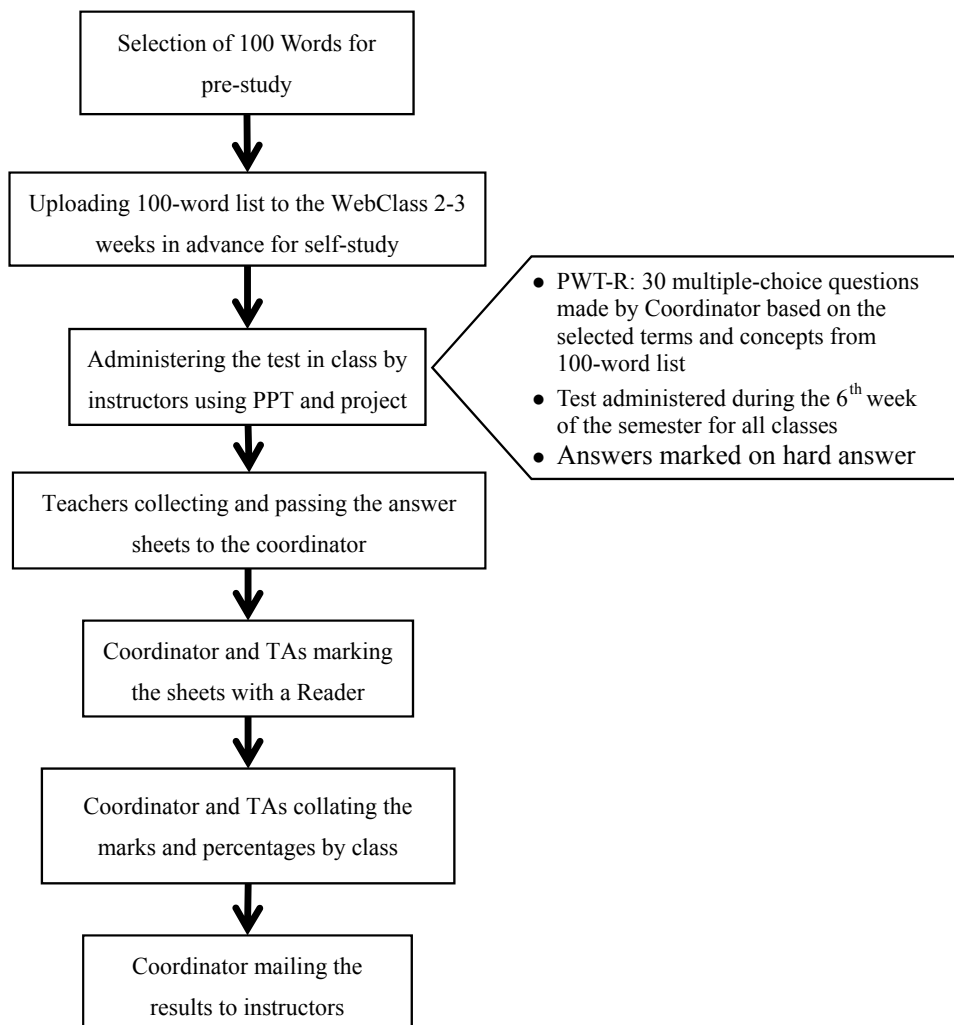 Selection of 100 Words for
pre-study
Uploading 100-word list to the WebClass 2-3
weeks in advance for self-study
● PWT-R: 30 multiple-choice questions
made by Coordinator based on the
selected terms and concepts from
100-word list
● Test administered during the 6th week
of the semester for all classes
● Answers marked on hard answer
Administering the test in class by
instructors using PPT and project
Teachers collecting and passing the answer
sheets to the coordinator
Coordinator and TAs marking
the sheets with a Reader
Coordinator and TAs collating the
marks and percentages by class
Coordinator mailing the
results to instructors